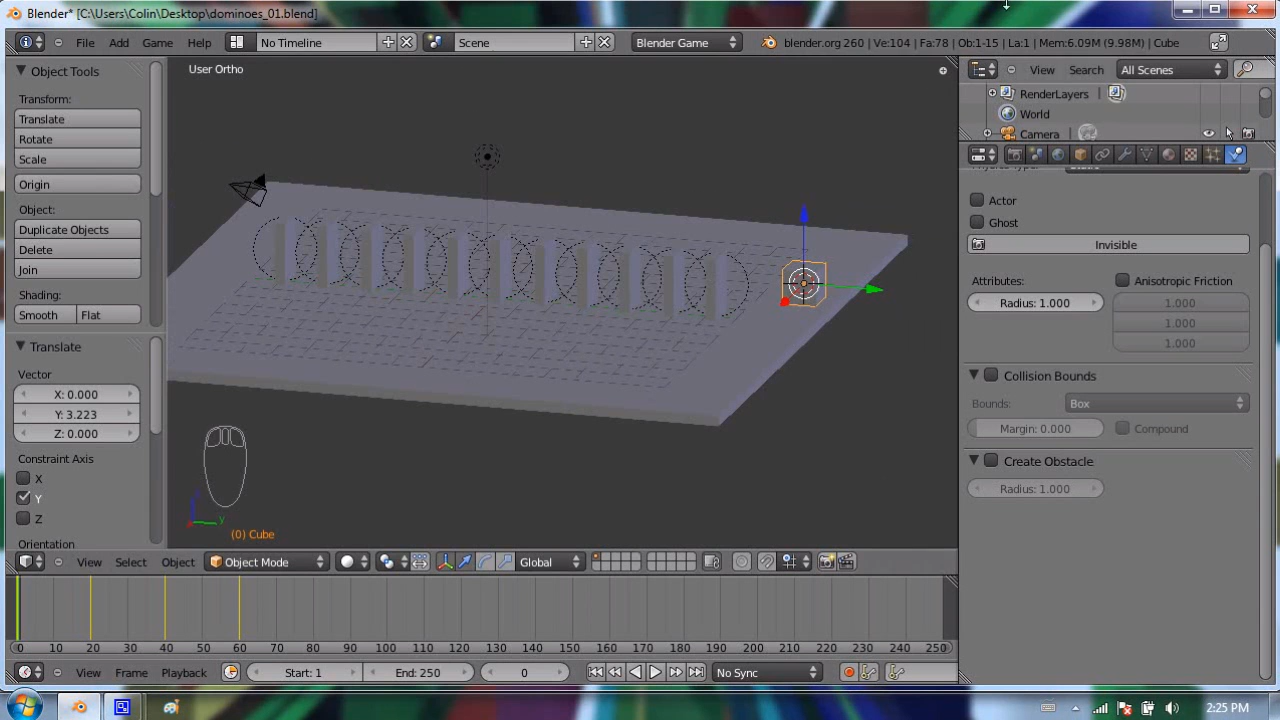 Blender* [C:\Users\Colin\Desktop\dominoes_01.blend]
File Add Game Help No Timeline Scene Blender Game blender.org 260 | Ve:104 | Fa:78 | Ob:1-15 | La:1 | Mem:6.09M (9.98M) | Cube
Object Tools
Transform:
Translate
Rotate
Scale
Origin
Object:
Duplicate Objects
Delete
Join
Shading:
Smooth Flat
Translate
Vector
X: 0.000
Y: 3.223
Z: 0.000
Constraint Axis
X
Y
Z
Orientation
User Ortho
y
(0) Cube
View Search All Scenes
RenderLayers
World
Camera
Actor
Ghost
Invisible
Attributes: Anisotropic Friction
Radius: 1.000 1.000
1.000
1.000
Collision Bounds
Bounds: Box
Margin: 0.000 Compound
Create Obstacle
Radius: 1.000
View Select Object Object Mode Global
0 10 20 30 40 50 60 70 80 90 100 110 120 130 140 150 160 170 180 190 200 210 220 230 240 250
View Frame Playback Start: 1 End: 250 0 No Sync
2:25 PM